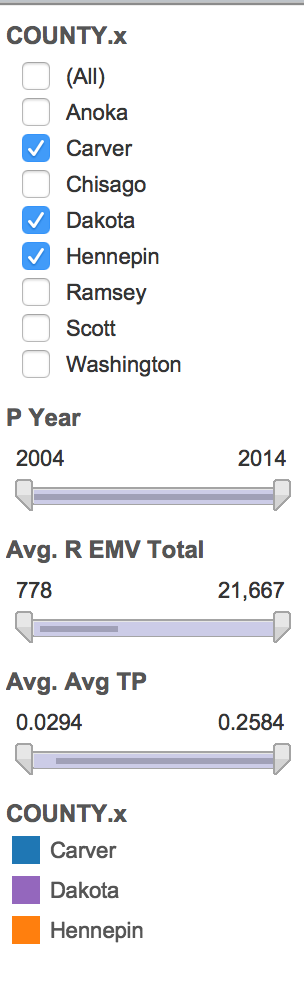 COUNTY.x
(All)
Anoka
Carver
Chisago
Dakota
Hennepin
Ramsey
Scott
Washington
P Year
2004 2014
Avg. R EMV Total
778 21,667
Avg. Avg TP
0.0294 0.2584
COUNTY.x
Carver
Dakota
Hennepin